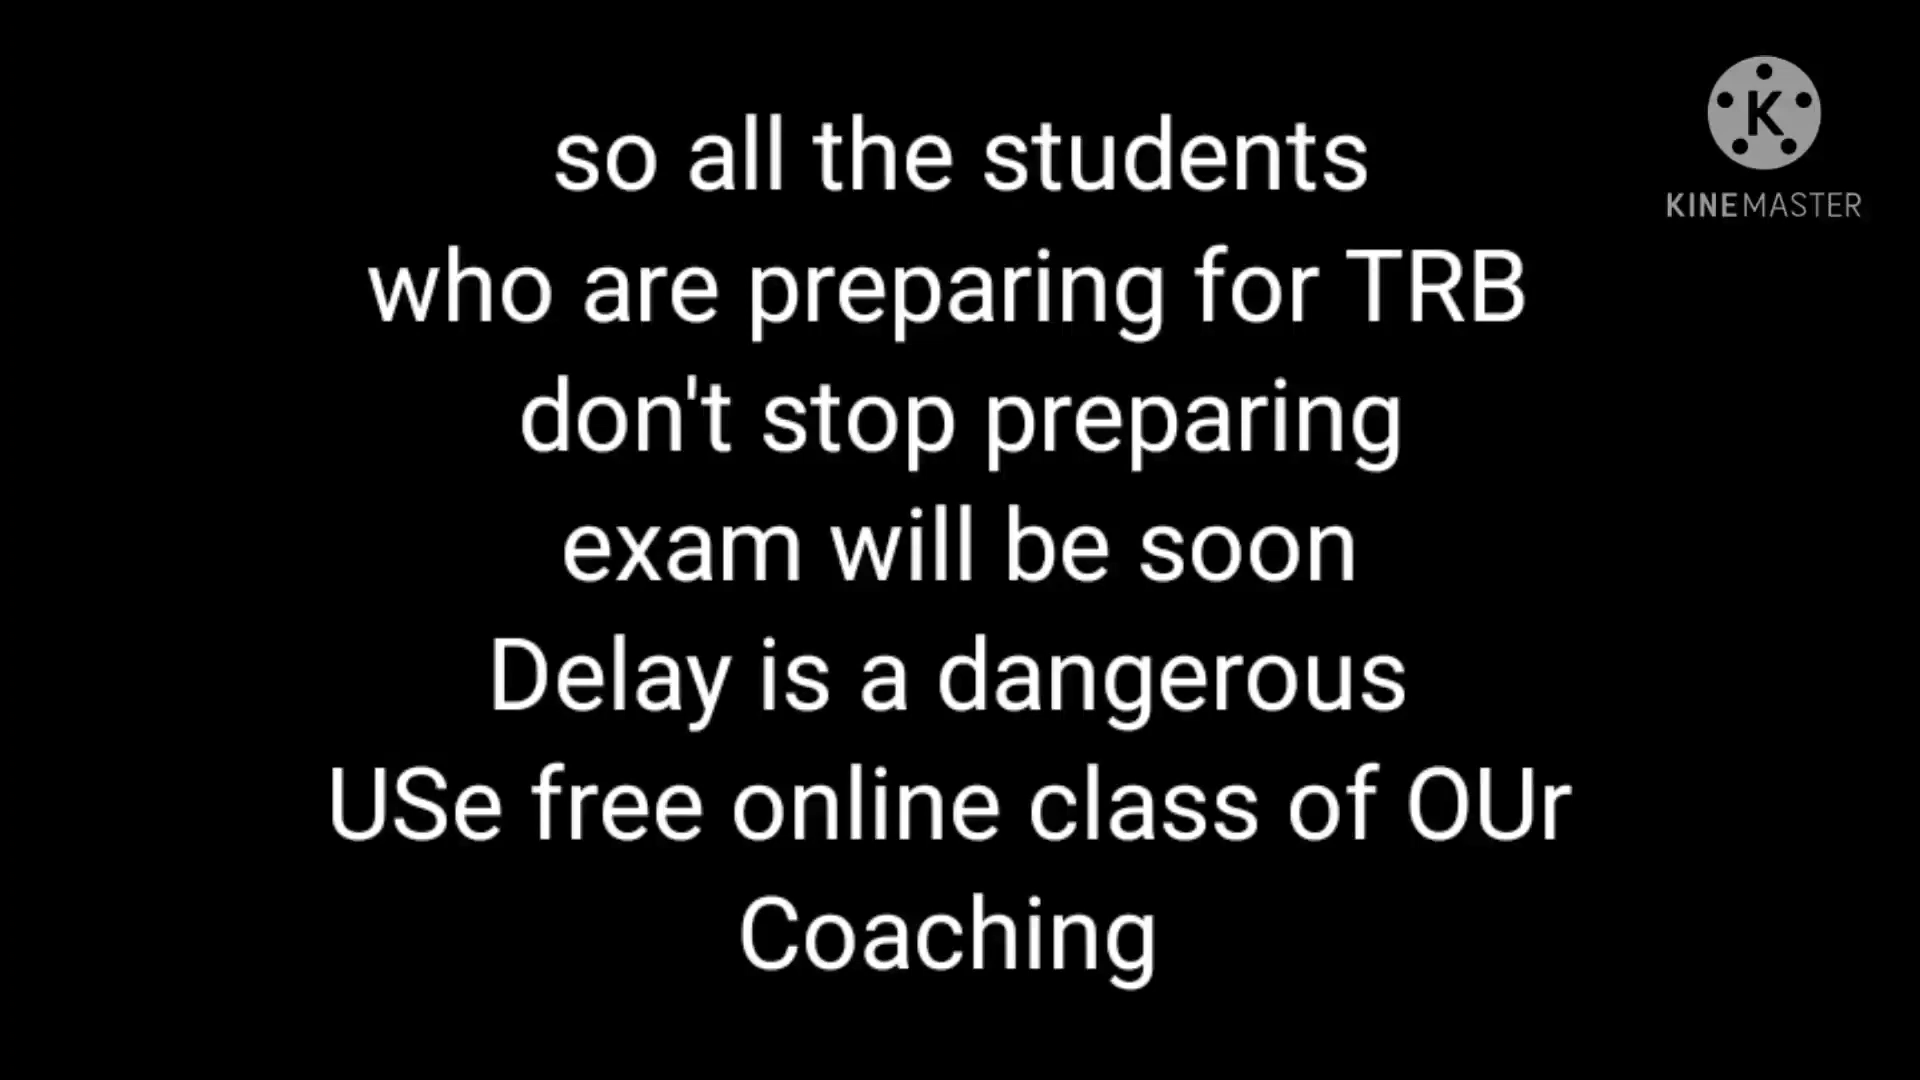 so all the students
who are preparing for TRB
don't stop preparing
exam will be soon
Delay is a dangerous
USe free online class of OUr
Coaching
K
KINEMASTER